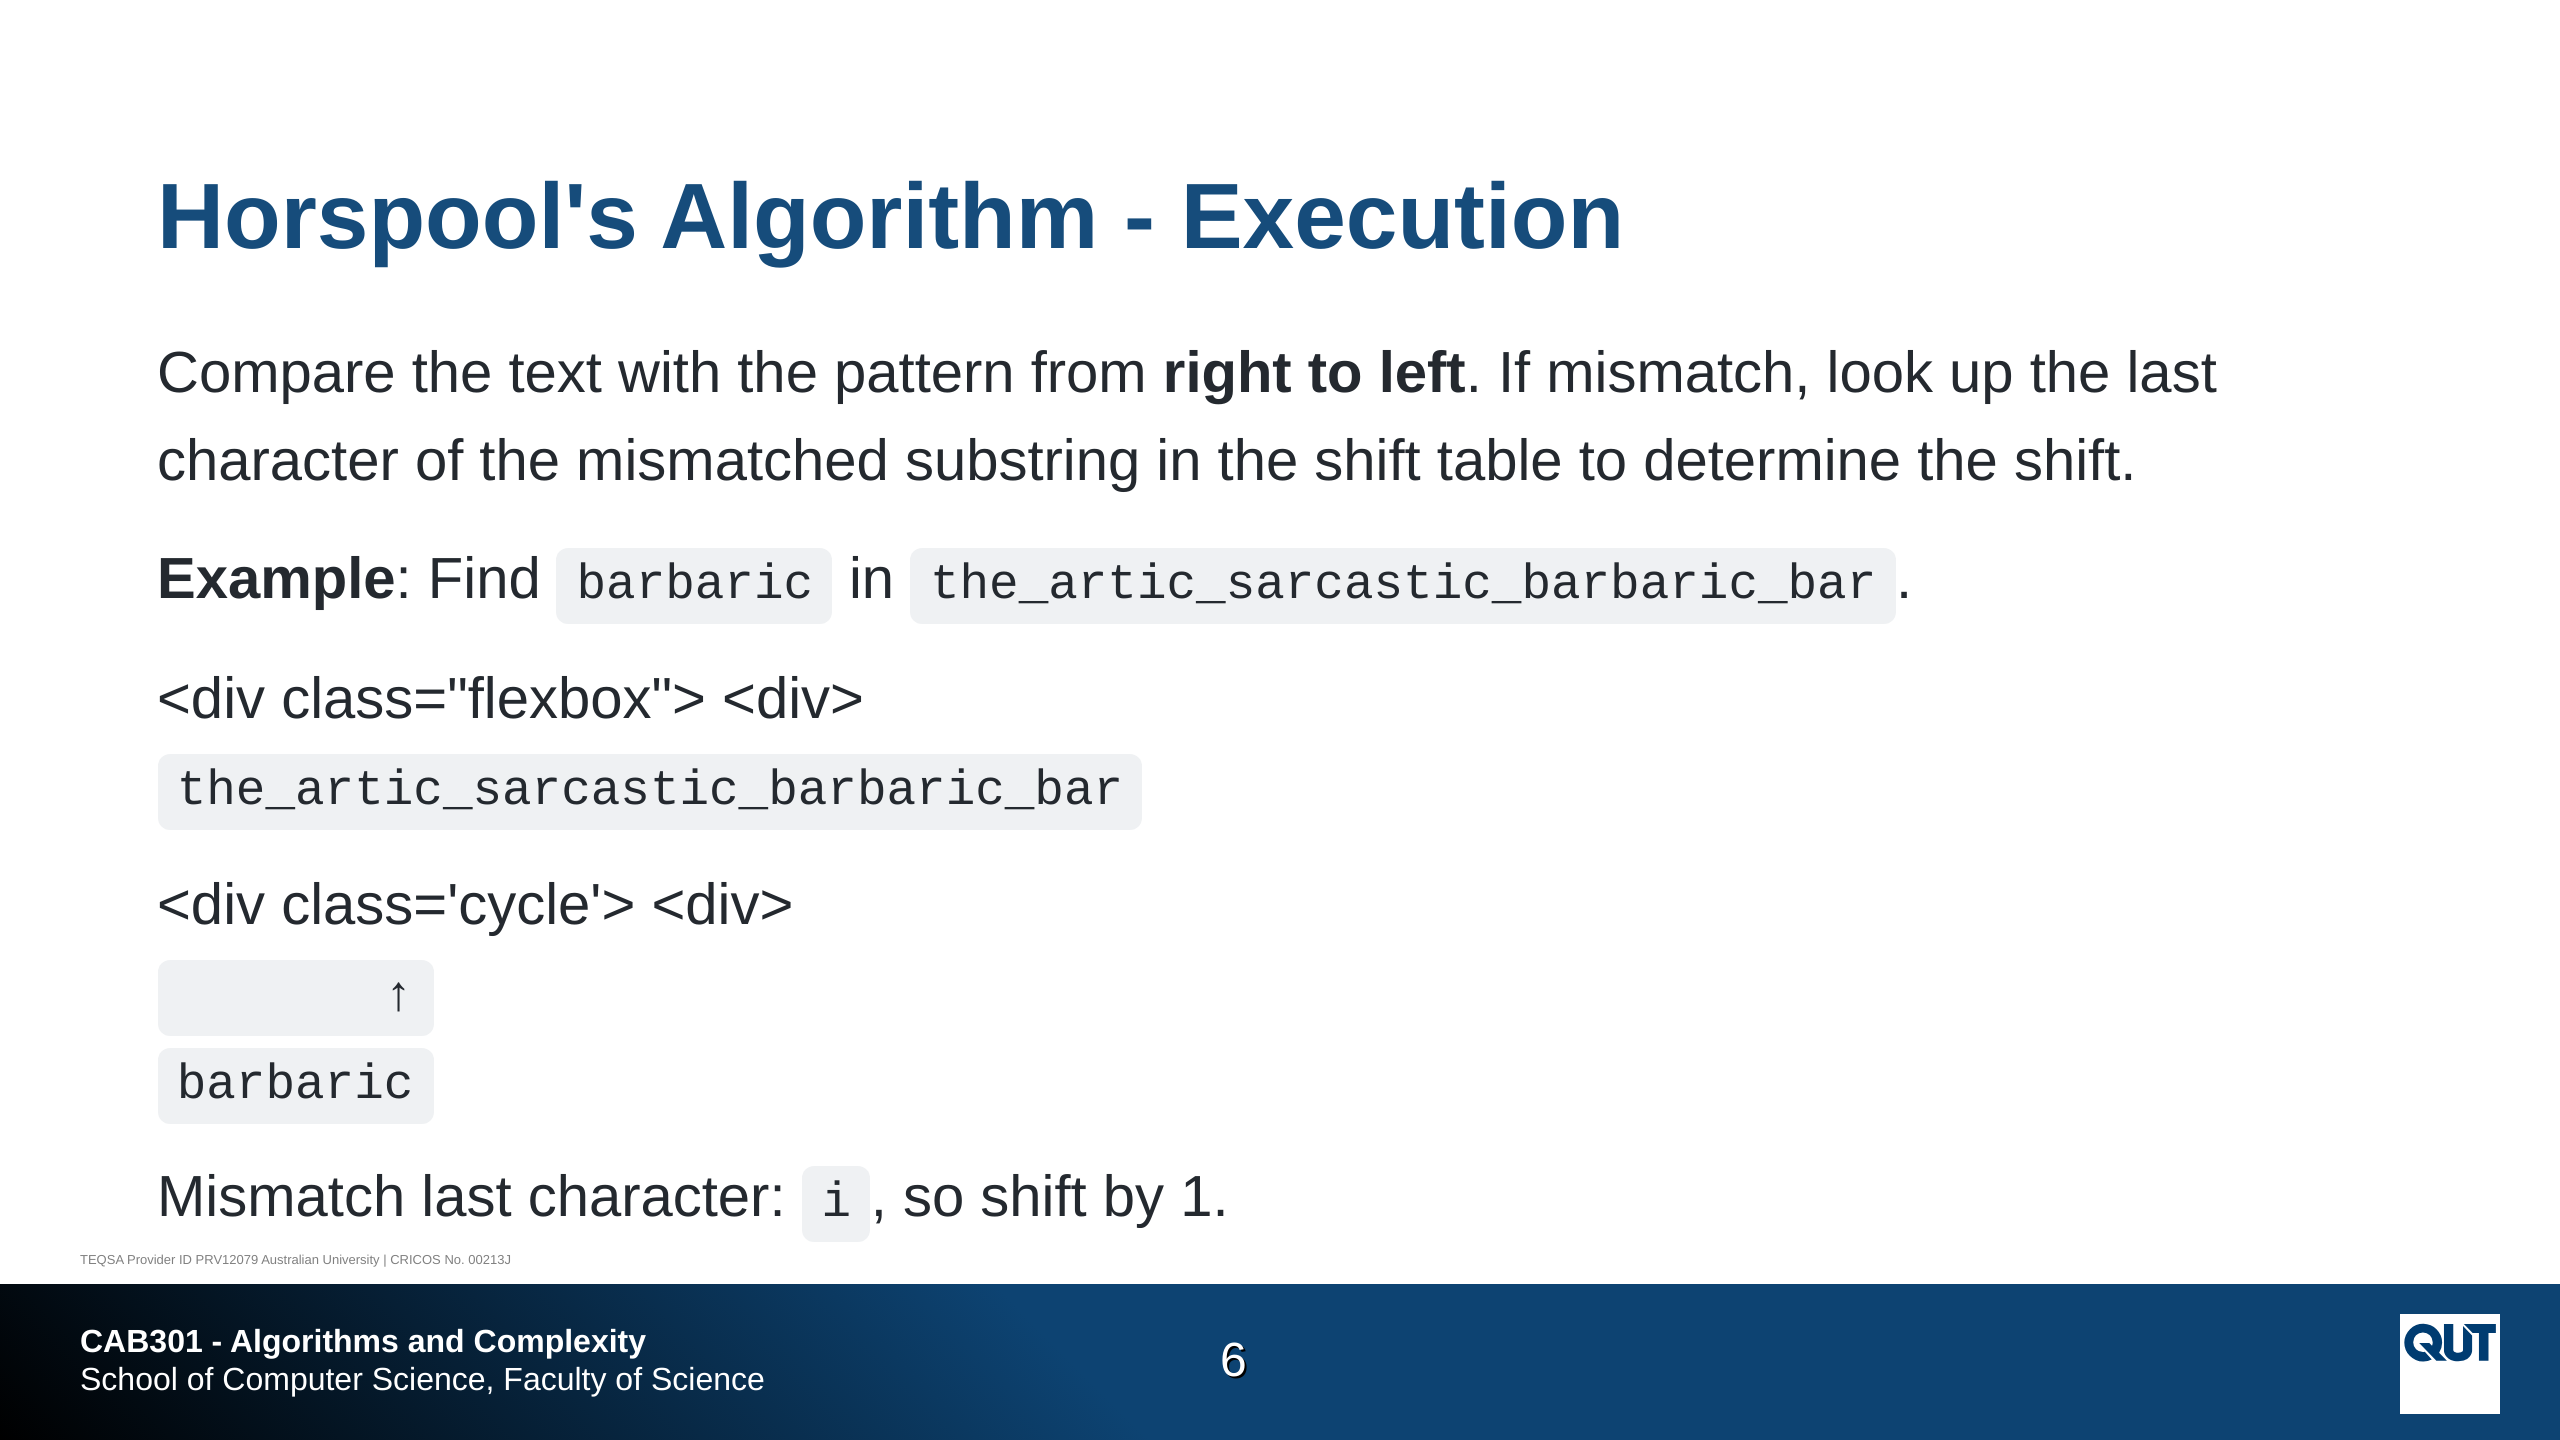 Horspool's Algorithm - Execution
Compare the text with the pattern from right to left. If mismatch, look up the last
character of the mismatched substring in the shift table to determine the shift.
Example: Find barbaric in the_artic_sarcastic_barbaric_bar.
<div class="flexbox"> <div>
the_artic_sarcastic_barbaric_bar
<div class='cycle'> <div>
↑
barbaric
Mismatch last character: i, so shift by 1.
TEQSA Provider ID PRV12079 Australian University | CRICOS No. 00213J
CAB301 - Algorithms and Complexity
School of Computer Science, Faculty of Science
6
QUT